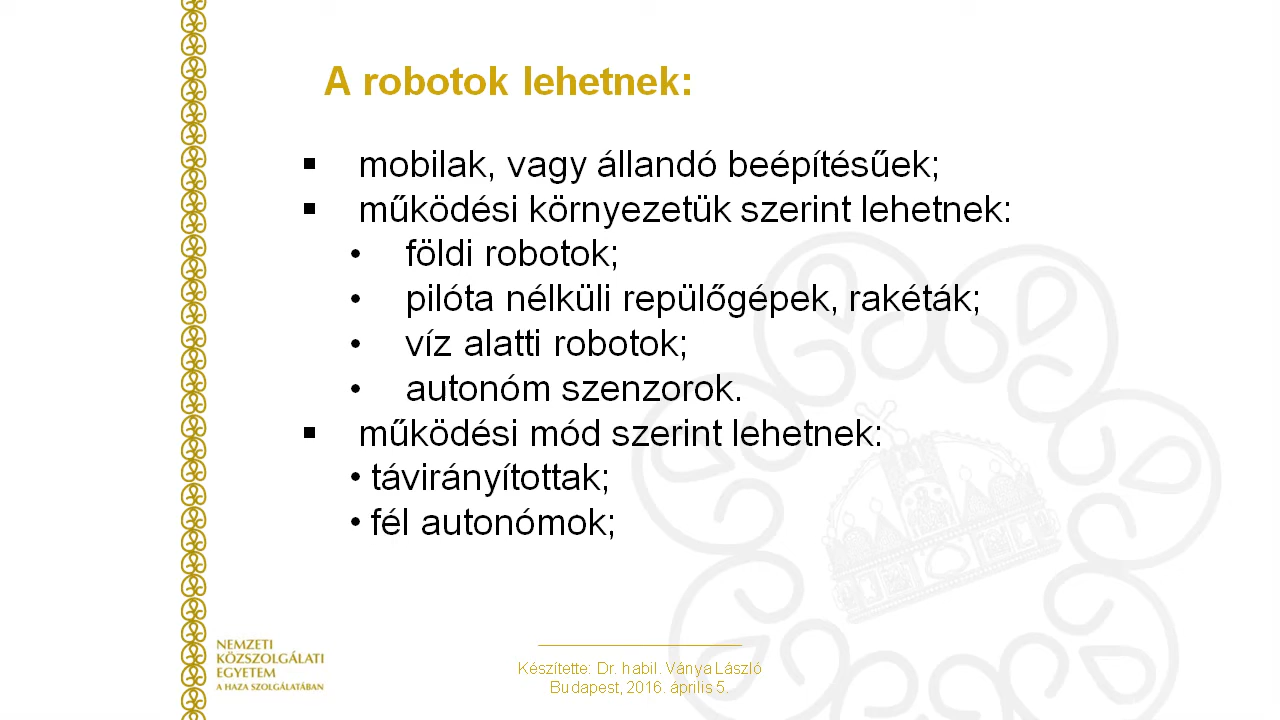 A robotok lehetnek:
▪ mobilak, vagy állandó beépítésűek;
▪ működési környezetük szerint lehetnek:
• földi robotok;
• pilóta nélküli repülőgépek, rakéták;
• víz alatti robotok;
• autonóm szenzorok.
▪ működési mód szerint lehetnek:
• távirányítottak;
• fél autonómok;
NEMZETI
KÖZSZOLGÁLATI
EGYETEM
A HAZA SZOLGÁLATÁBAN
Készítette: Dr. habil. Ványa László
Budapest, 2016. április 5.